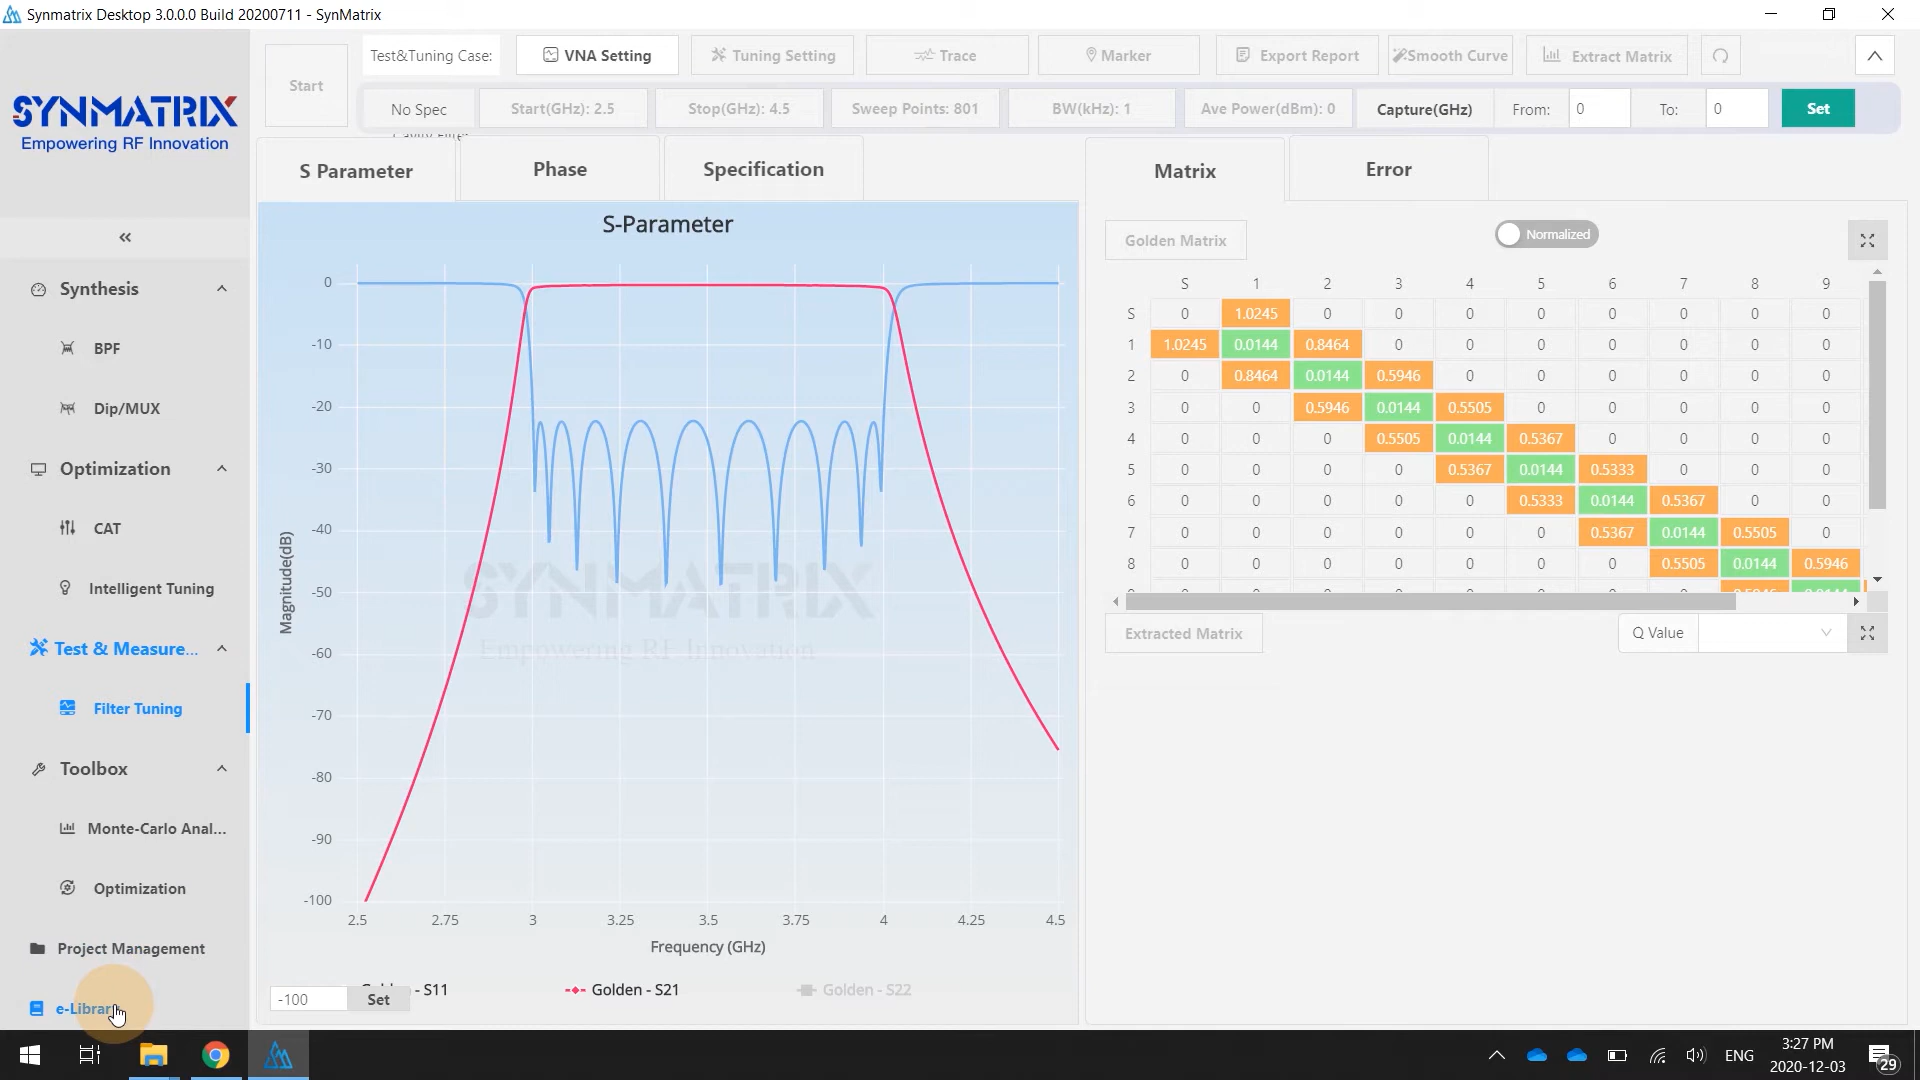 Synmatrix Desktop 3.0.0.0 Build 20200711 - SynMatrix
Start
Test&Tuning Case:
VNA Setting
Tuning Setting
Trace
Marker
Export Report
Smooth Curve
Extract Matrix
No Spec
Start(GHz): 2.5
Stop(GHz): 4.5
Sweep Points: 801
BW(kHz): 1
Ave Power(dBm): 0
Capture(GHz)
From: 0
To: 0
Set
SYNMATRIX
Empowering RF Innovation
Synthesis
BPF
Dip/MUX
Optimization
CAT
Intelligent Tuning
Test & Measure...
Filter Tuning
Toolbox
Monte-Carlo Anal...
Optimization
Project Management
e-Library
S Parameter
Phase
Specification
S-Parameter
0
-10
-20
-30
-40
-50
-60
-70
-80
-90
-100
Magnitude(dB)
SYNMATRIX
Empowering RF Innovation
2.5 2.75 3 3.25 3.5 3.75 4 4.25 4.5
Frequency (GHz)
- S11
Golden - S21
Golden - S22
-100
Set
Matrix
Error
Golden Matrix
Normalized
S 1 2 3 4 5 6 7 8 9
S 0 1.0245 0 0 0 0 0 0 0 0
1 1.0245 0.0144 0.8464 0 0 0 0 0 0 0
2 0 0.8464 0.0144 0.5946 0 0 0 0 0 0
3 0 0 0.5946 0.0144 0.5505 0 0 0 0 0
4 0 0 0 0.5505 0.0144 0.5367 0 0 0 0
5 0 0 0 0 0.5367 0.0144 0.5333 0 0 0
6 0 0 0 0 0 0.5333 0.0144 0.5367 0 0
7 0 0 0 0 0 0 0.5367 0.0144 0.5505 0
8 0 0 0 0 0 0 0 0.5505 0.0144 0.5946
Extracted Matrix
Q Value
ENG
3:27 PM
2020-12-03
29